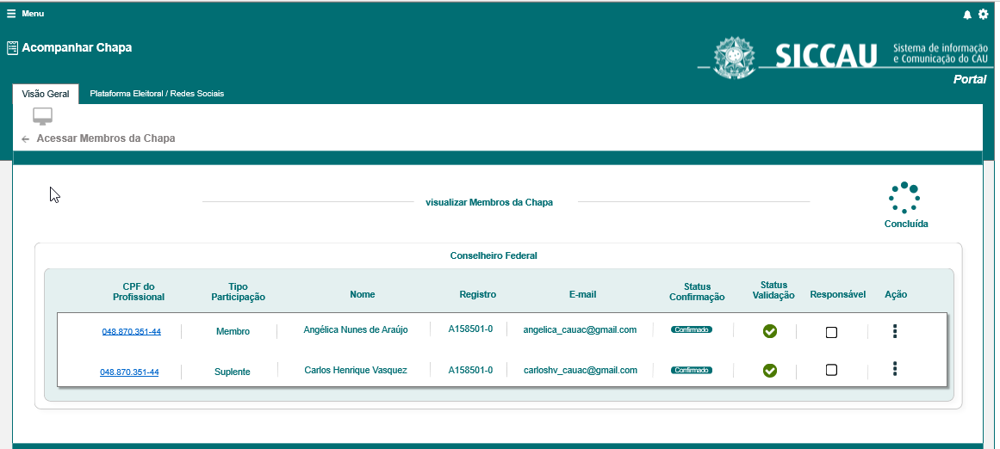 Menu
Acompanhar Chapa
SICCAU
Sistema de informação
e Comunicação do CAU
Portal
Visão Geral
Plataforma Eleitoral / Redes Sociais
Acessar Membros da Chapa
visualizar Membros da Chapa
Concluída
Conselheiro Federal
CPF do Profissional
Tipo Participação
Nome
Registro
E-mail
Status Confirmação
Status Validação
Responsável
Ação
048.870.351-44 Membro Angélica Nunes de Araújo A158501-0 angelica_cauac@gmail.com Confirmado
048.870.351-44 Suplente Carlos Henrique Vasquez A158501-0 carloshv_cauac@gmail.com Confirmado